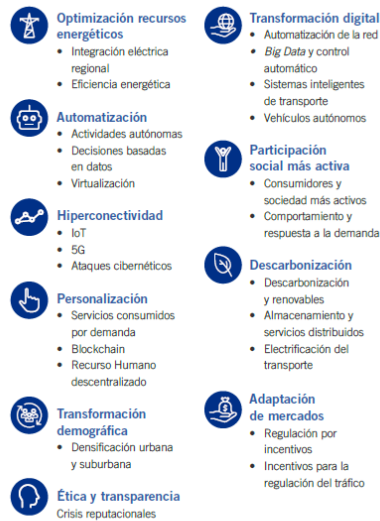 Optimización recursos
energéticos
• Integración eléctrica
regional
• Eficiencia energética
Automatización
• Actividades autónomas
• Decisiones basadas
en datos
• Virtualización
Hiperconectividad
• IoT
• 5G
• Ataques cibernéticos
Personalización
• Servicios consumidos
por demanda
• Blockchain
• Recurso Humano
descentralizado
Transformación
demográfica
• Densificación urbana
y suburbana
Ética y transparencia
Crisis reputacionales
Transformación digital
• Automatización de la red
• Big Data y control
automático
• Sistemas inteligentes
de transporte
• Vehículos autónomos
Participación
social más activa
• Consumidores y
sociedad más activos
• Comportamiento y
respuesta a la demanda
Descarbonización
• Descarbonización
y renovables
• Almacenamiento y
servicios distribuidos
• Electrificación del
transporte
Adaptación
de mercados
• Regulación por
incentivos
• Incentivos para la
regulación del tráfico